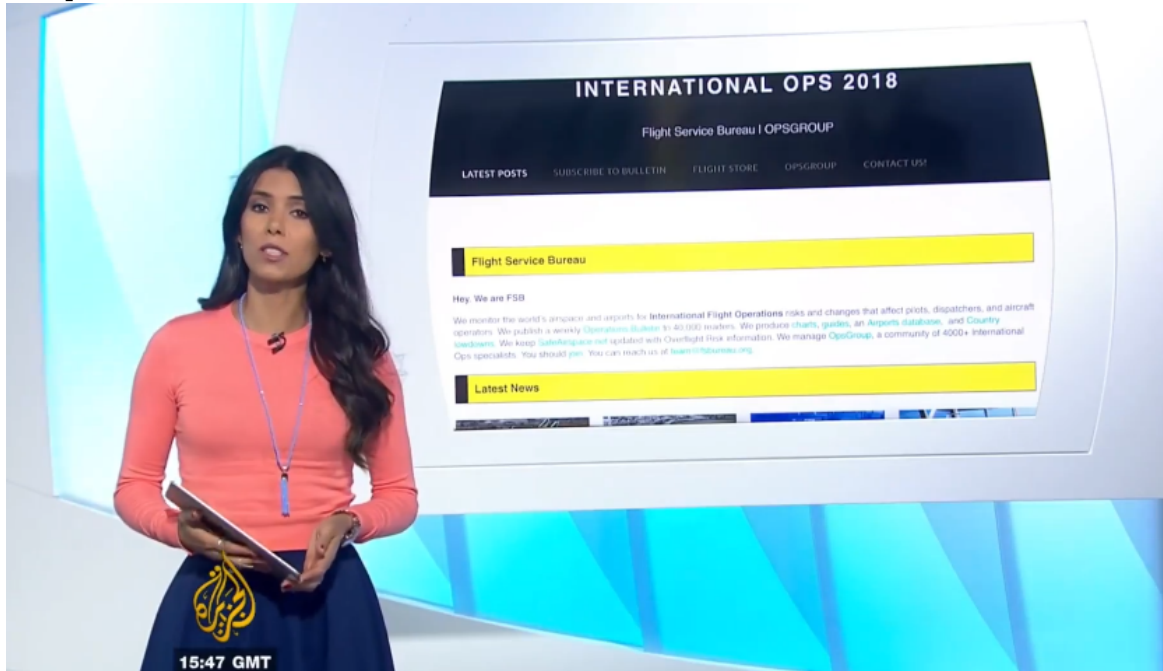 INTERNATIONAL OPS 2018
Flight Service Bureau I OPSGROUP
LATEST POSTS SUBSCRIBE TO BULLETIN FLIGHT STORE OPSGROUP CONTACT US!
Flight Service Bureau
Hey. We are FSB
We monitor the world's airspace and airports for International Flight Operations risks and changes that affect pilots, dispatchers, and aircraft
operators. We publish a weekly Operations Bulletin to 40,000 readers. We produce charts, guides, an Airports database, and Country
lowdowns. We keep SafeAirspace.net updated with Overflight Risk information. We manage OpsGroup, a community of 4000+ International
Ops specialists. You should join. You can reach us at team@fsbureau.org
Latest News
الجزيرة
15:47 GMT